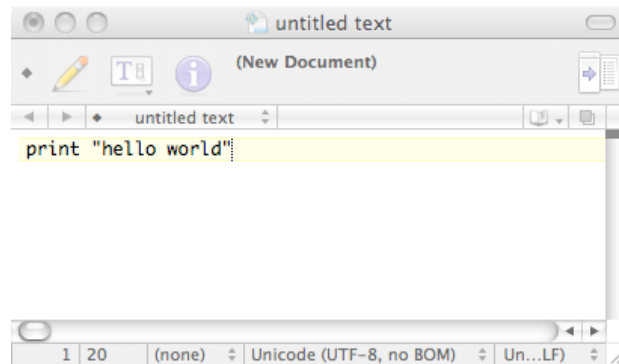 untitled text
(New Document)
untitled text
print "hello world"
1 20 (none) Unicode (UTF-8, no BOM) Un...LF)